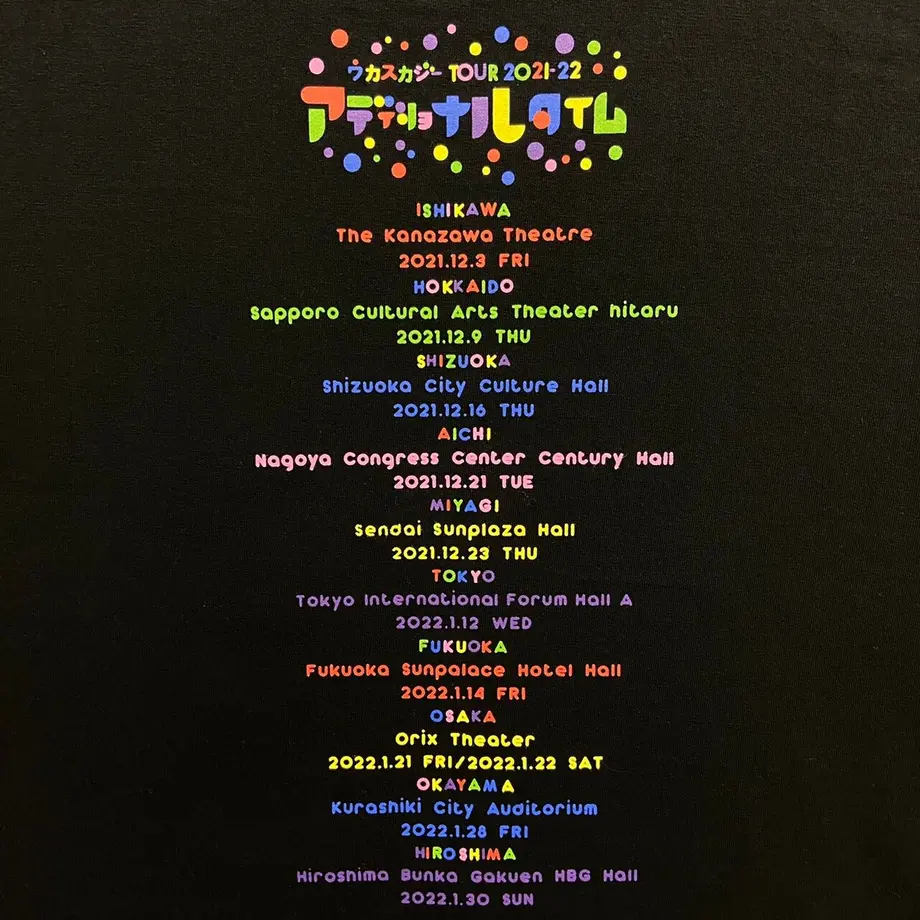 ウカスカジー TOUR 2021-22
アディショナルタイム
ISHIKAWA
The Kanazawa Theatre
2021.12.3 FRI
HOKKAIDO
Sapporo Cultural Arts Theater hitaru
2021.12.9 THU
SHIZUOKA
Shizuoka City Culture Hall
2021.12.16 THU
AICHI
Nagoya Congress Center Century Hall
2021.12.21 TUE
MIYAGI
Sendai Sunplaza Hall
2021.12.23 THU
TOKYO
Tokyo International Forum Hall A
2022.1.12 WED
FUKUOKA
Fukuoka Sunpalace Hotel Hall
2022.1.14 FRI
OSAKA
Orix Theater
2022.1.21 FRI/2022.1.22 SAT
OKAYAMA
Kurashiki City Auditorium
2022.1.28 FRI
HIROSHIMA
Hiroshima Bunka Gakuen HBG Hall
2022.1.30 SUN